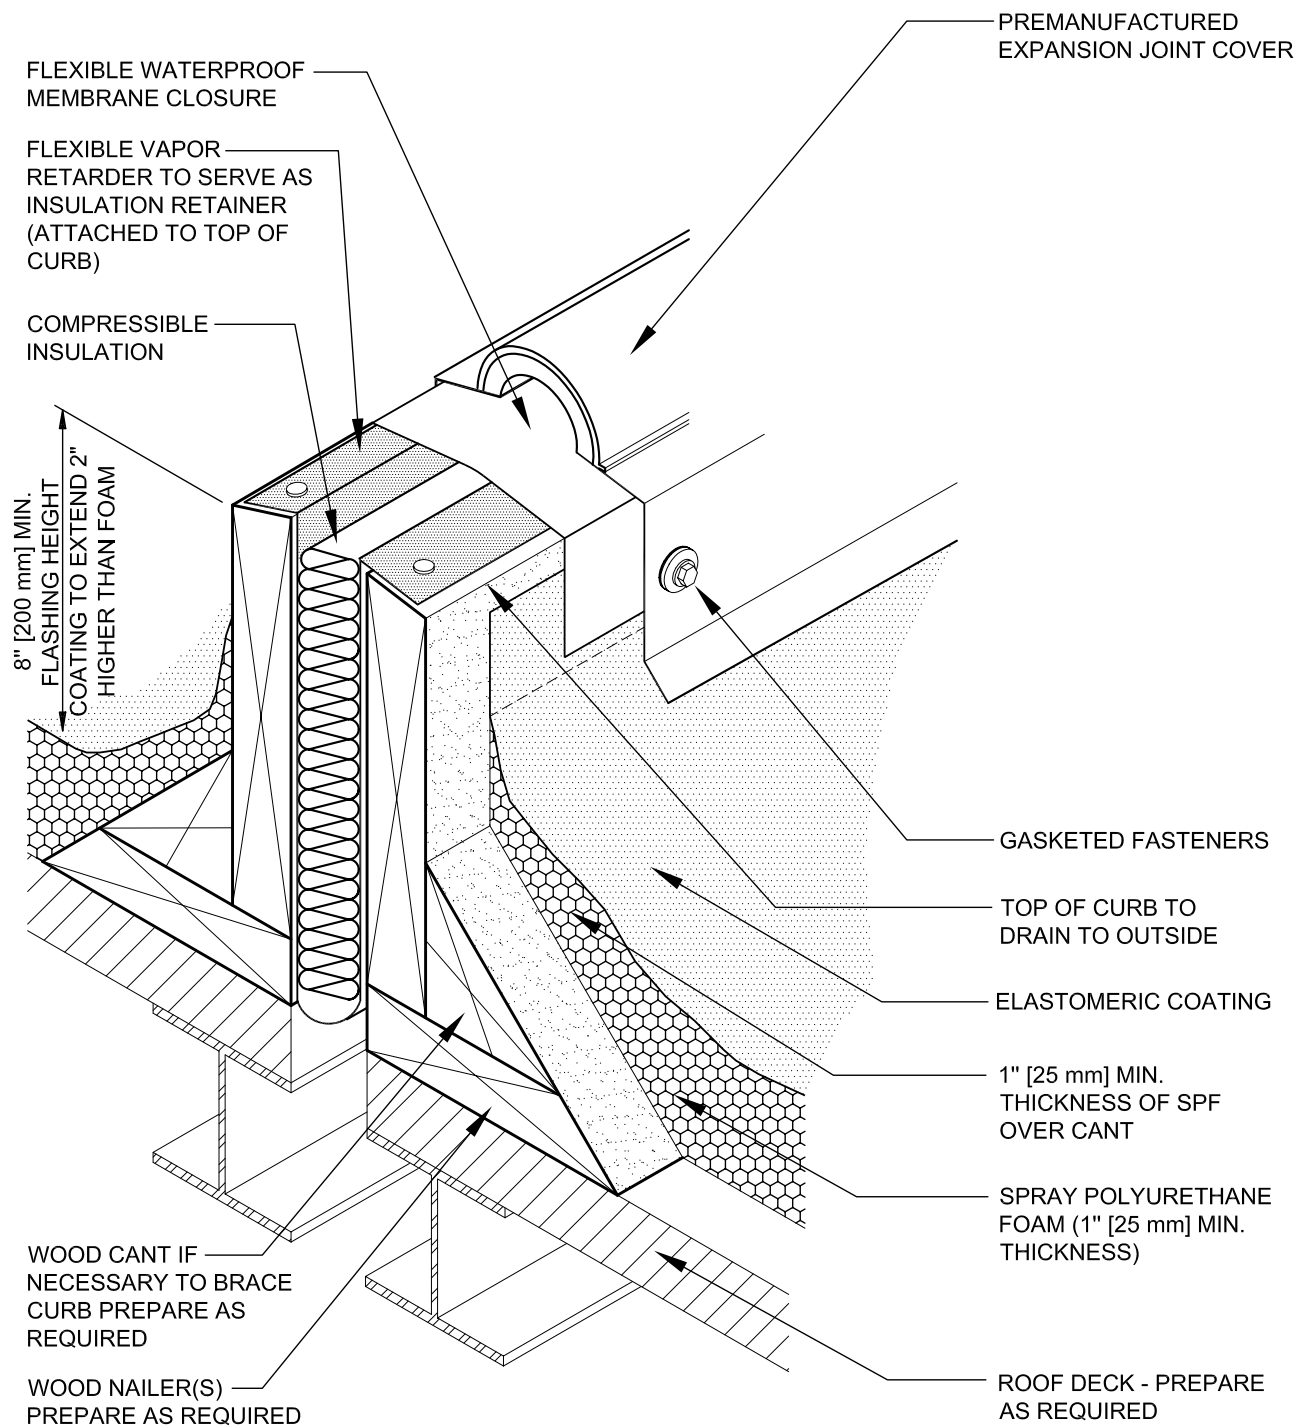 PREMANUFACTURED
EXPANSION JOINT COVER
FLEXIBLE WATERPROOF
MEMBRANE CLOSURE
FLEXIBLE VAPOR
RETARDER TO SERVE AS
INSULATION RETAINER
(ATTACHED TO TOP OF
CURB)
COMPRESSIBLE
INSULATION
8" [200 mm] MIN.
FLASHING HEIGHT
COATING TO EXTEND 2"
HIGHER THAN FOAM
GASKETED FASTENERS
TOP OF CURB TO
DRAIN TO OUTSIDE
ELASTOMERIC COATING
1" [25 mm] MIN.
THICKNESS OF SPF
OVER CANT
SPRAY POLYURETHANE
FOAM (1" [25 mm] MIN.
THICKNESS)
WOOD CANT IF
NECESSARY TO BRACE
CURB PREPARE AS
REQUIRED
WOOD NAILER(S)
PREPARE AS REQUIRED
ROOF DECK - PREPARE
AS REQUIRED